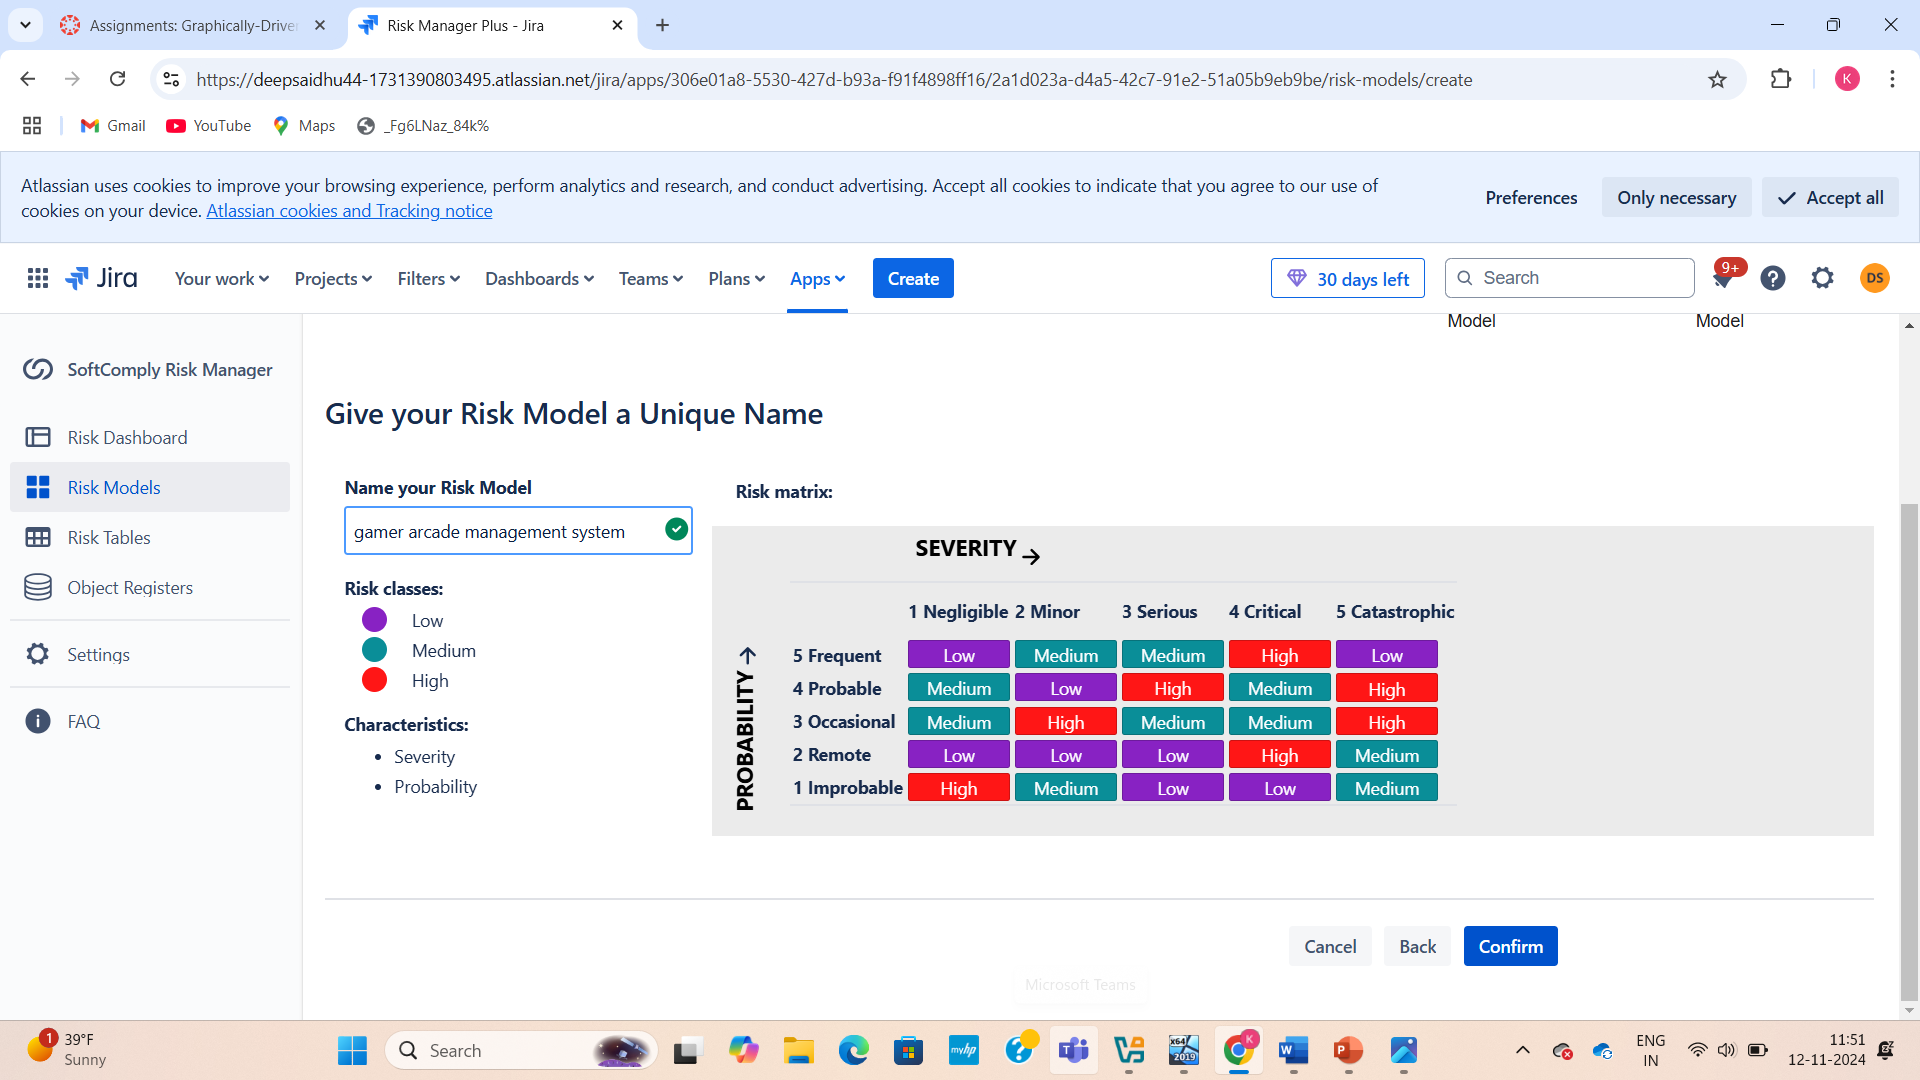 Assignments: Graphically-Driver
Risk Manager Plus - Jira
https://deepsaidhu44-1731390803495.atlassian.net/jira/apps/306e01a8-5530-427d-b93a-f91f4898ff16/2a1d023a-d4a5-42c7-91e2-51a05b9eb9be/risk-models/create
K
Gmail
YouTube
Maps
_Fg6LNaz_84k%
Atlassian uses cookies to improve your browsing experience, perform analytics and research, and conduct advertising. Accept all cookies to indicate that you agree to our use of
cookies on your device. Atlassian cookies and Tracking notice
Preferences
Only necessary
Accept all
Jira
Your work
Projects
Filters
Dashboards
Teams
Plans
Apps
Create
30 days left
Search
9+
DS
Model
Model
SoftComply Risk Manager
Risk Dashboard
Risk Models
Risk Tables
Object Registers
Settings
FAQ
Give your Risk Model a Unique Name
Name your Risk Model
gamer arcade management system
Risk classes:
Low
Medium
High
Characteristics:
• Severity
• Probability
Risk matrix:
SEVERITY →
PROBABILITY →
1 Negligible 2 Minor 3 Serious 4 Critical 5 Catastrophic
5 Frequent Low Medium Medium High Low
4 Probable Medium Low High Medium High
3 Occasional Medium High Medium Medium High
2 Remote Low Low Low High Medium
1 Improbable High Medium Low Low Medium
Cancel
Back
Confirm
Microsoft Teams
1
39°F
Sunny
Search
myhp
x64
2019
K
W
P
ENG
IN
11:51
12-11-2024